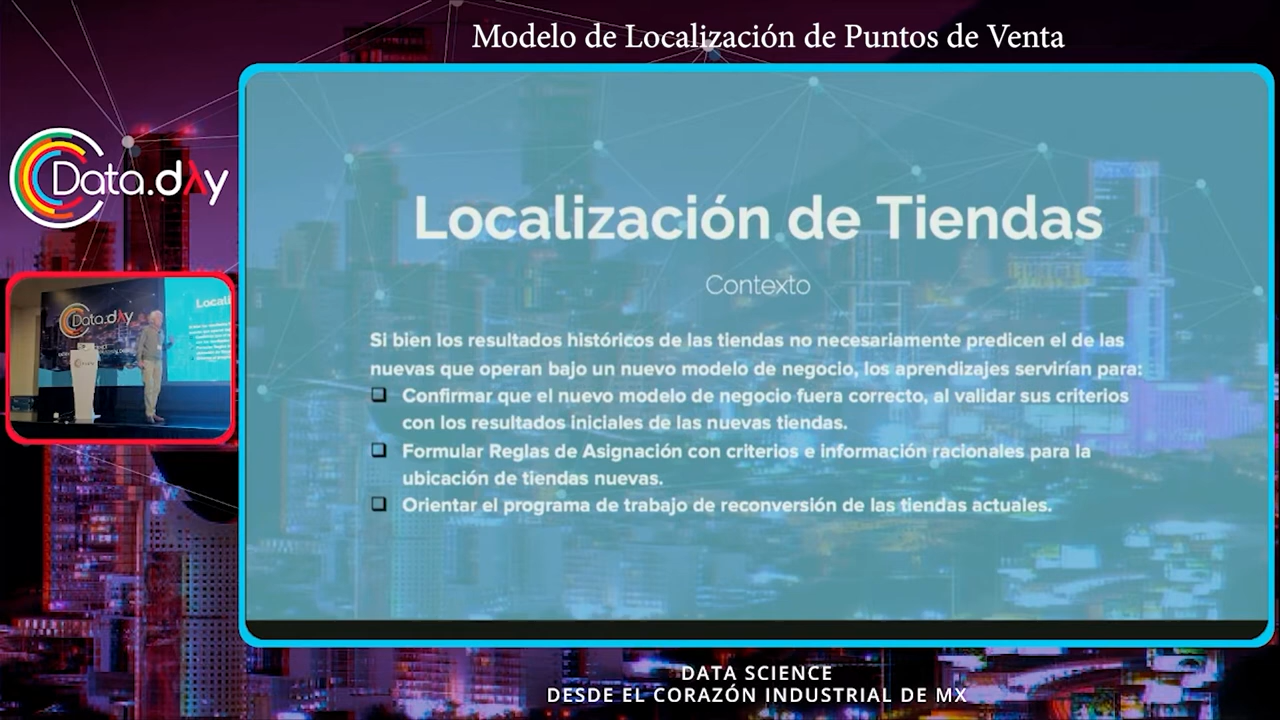 Modelo de Localización de Puntos de Venta
Data.dλy
Localización de Tiendas
Contexto
Si bien los resultados históricos de las tiendas no necesariamente predicen el de las
nuevas que operan bajo un nuevo modelo de negocio, los aprendizajes servirían para:
Confirmar que el nuevo modelo de negocio fuera correcto, al validar sus criterios
con los resultados iniciales de las nuevas tiendas.
Formular Reglas de Asignación con criterios e información racionales para la
ubicación de tiendas nuevas.
Orientar el programa de trabajo de reconversión de las tiendas actuales.
Data.dλy
Locali
DATA SCIENCE
DESDE EL CORAZÓN INDUSTRIAL DE MX